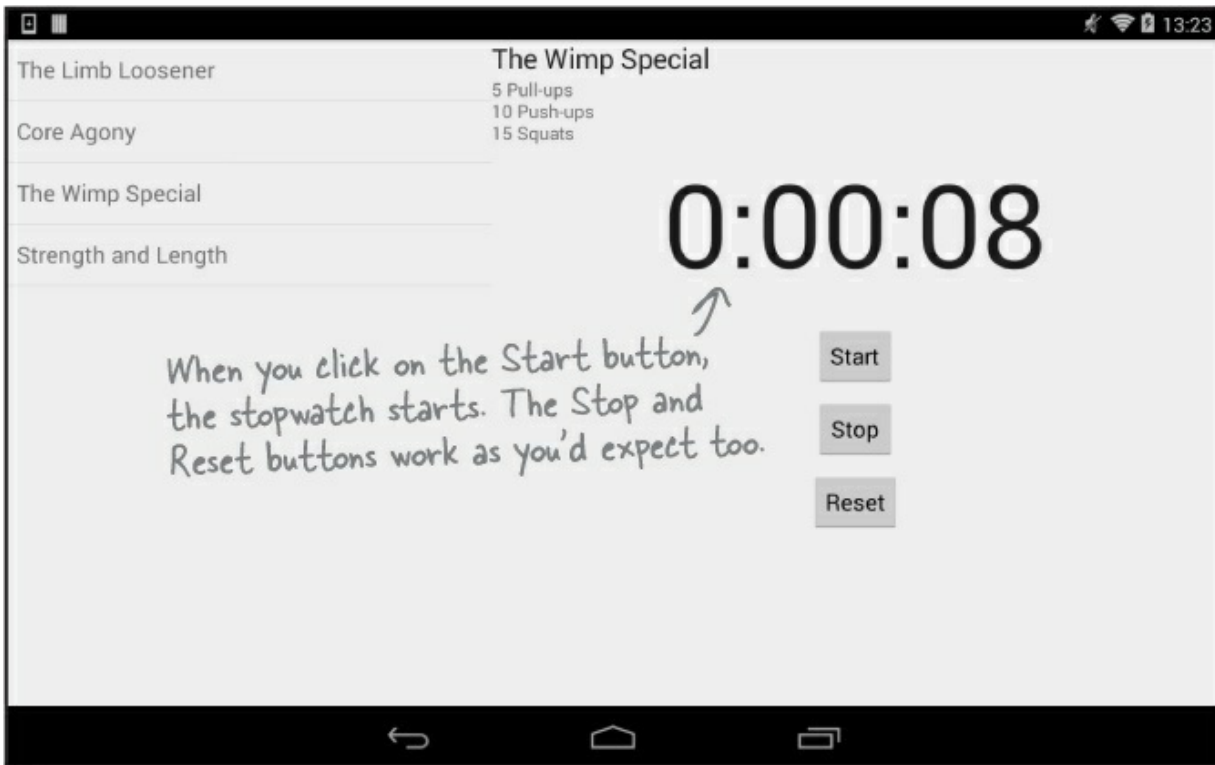 13:23
The Limb Loosener
Core Agony
The Wimp Special
Strength and Length
The Wimp Special
5 Pull-ups
10 Push-ups
15 Squats
0:00:08
When you click on the Start button,
the stopwatch starts. The Stop and
Reset buttons work as you'd expect too.
Start
Stop
Reset